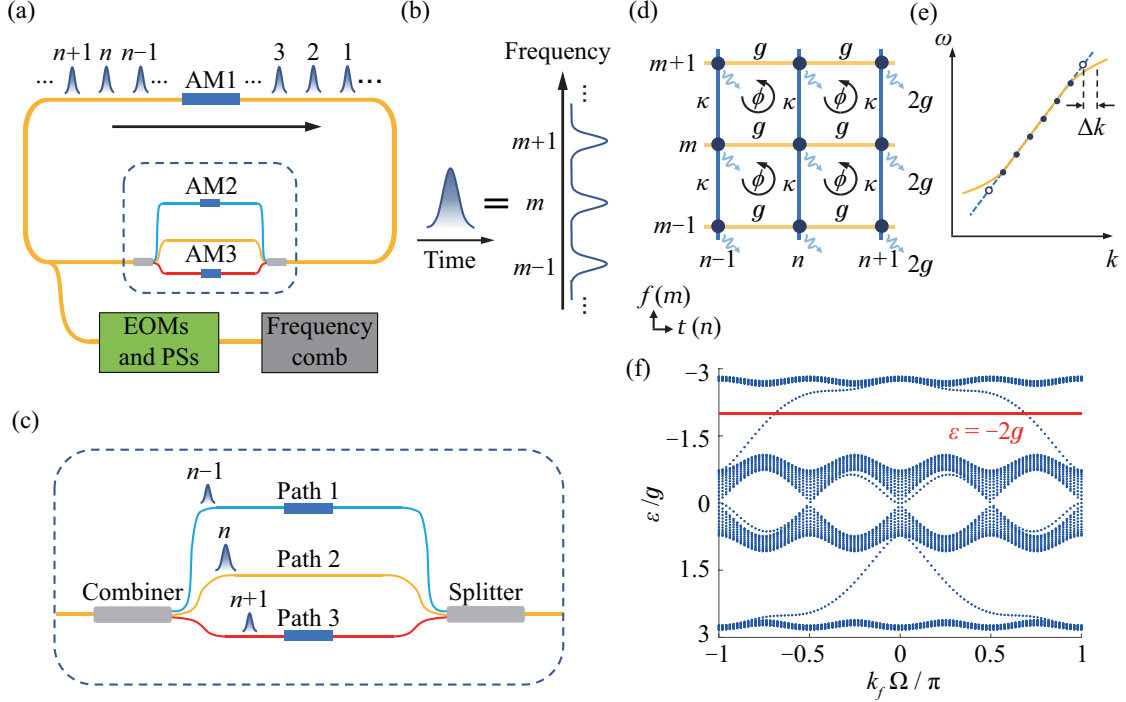 (a)
n+1 n n−1 3 2 1
... ... ... ...
AM1
AM2
AM3
EOMs
and PSs
Frequency
comb
(b)
Frequency
⋮
m+1
m
m−1
⋮
=
Time
(c)
n−1
Path 1
n
Path 2
Combiner
Splitter
n+1
Path 3
(d)
g g
m+1
κ ϕ κ ϕ κ 2g
g g
m
κ ϕ κ ϕ κ 2g
g g
m−1
n−1 n n+1 2g
f (m)
t (n)
(e)
ω
Δk
k
(f)
−3
−1.5
0
1.5
3
ε /g
ε = −2g
−1 −0.5 0 0.5 1
k_f Ω / π